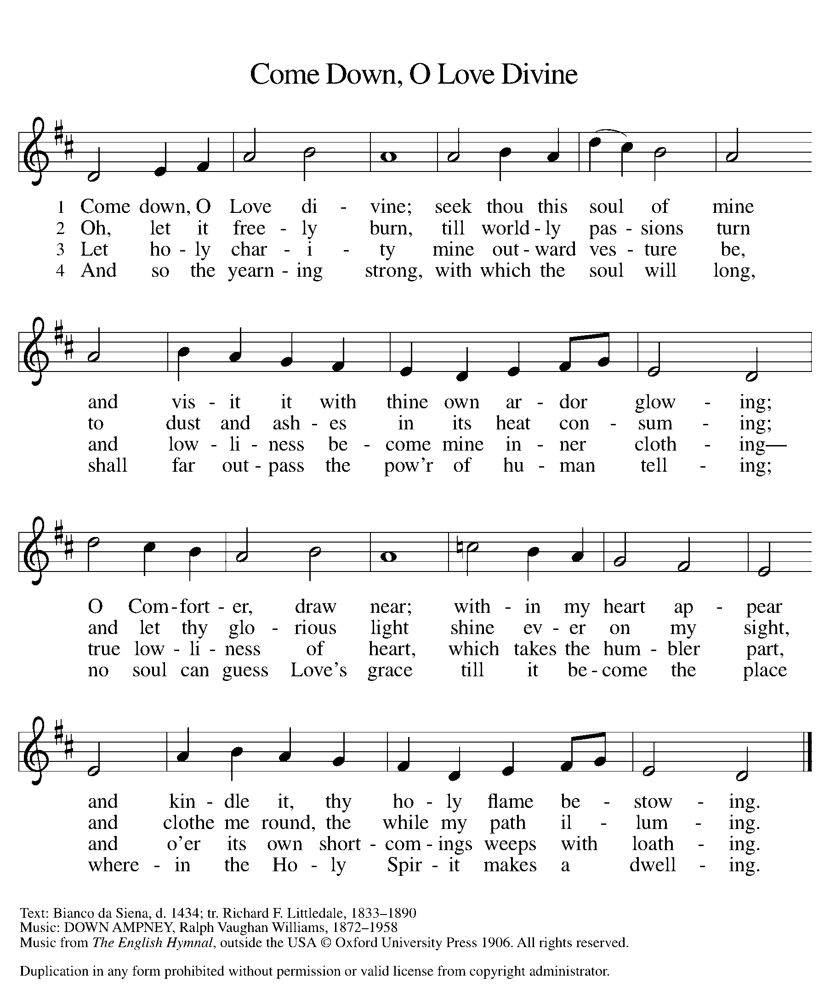 Come Down, O Love Divine
1 Come down, O Love di - vine; seek thou this soul of mine
2 Oh, let it free - ly burn, till world - ly pas - sions turn
3 Let ho - ly char - i - ty mine out - ward ves - ture be,
4 And so the yearn - ing strong, with which the soul will long,
and vis - it it with thine own ar - dor glow - ing;
to dust and ash - es in its heat con - sum - ing;
and low - li - ness be - come mine in - ner cloth - ing—
shall far out - pass the pow'r of hu - man tell - ing;
O Com - fort - er, draw near; with - in my heart ap - pear
and let thy glo - rious light shine ev - er on my sight,
true low - li - ness of heart, which takes the hum - bler part,
no soul can guess Love's grace till it be - come the place
and kin - dle it, thy ho - ly flame be - stow - ing.
and clothe me round, the while my path il - lum - ing.
and o'er its own short - com - ings weeps with loath - ing.
where - in the Ho - ly Spir - it makes a dwell - ing.
Text: Bianco da Siena, d. 1434; tr. Richard F. Littledale, 1833–1890
Music: DOWN AMPNEY, Ralph Vaughan Williams, 1872–1958
Music from The English Hymnal, outside the USA © Oxford University Press 1906. All rights reserved.
Duplication in any form prohibited without permission or valid license from copyright administrator.